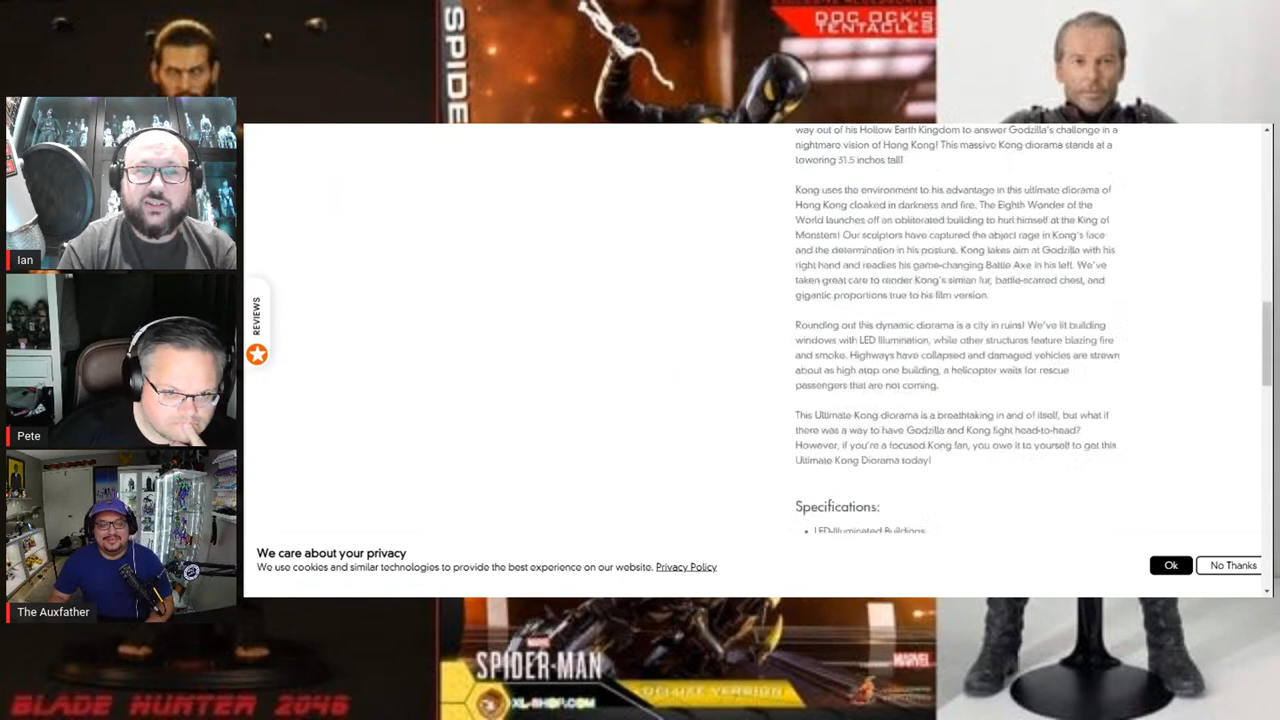 SPIDE
DOC OCK'S
TENTACLES
way out of his Hollow Earth Kingdom to answer Godzilla's challenge in a
nightmare vision of Hong Kong! This massive Kong diorama stands at a
towering 31.5 inches tall!
Kong uses the environment to his advantage in this ultimate diorama of
Hong Kong cloaked in darkness and fire. The Eighth Wonder of the
World launches off an obliterated building to hurl himself at the King of
Monsters! Our sculptors have captured the abject rage in Kong's face
and the determination in his posture. Kong takes aim at Godzilla with his
right hand and readies his game-changing Battle Axe in his left. We've
taken great care to render Kong's simian fur, battle-scarred chest, and
gigantic proportions true to his film version.
Rounding out this dynamic diorama is a city in ruins! We've lit building
windows with LED Illumination, while other structures feature blazing fire
and smoke. Highways have collapsed and damaged vehicles are strewn
about as high atop one building, a helicopter waits for rescue
passengers that are not coming.
This Ultimate Kong diorama is a breathtaking in and of itself, but what if
there was a way to have Godzilla and Kong fight head-to-head?
However, if you're a focused Kong fan, you owe it to yourself to get this
Ultimate Kong Diorama today!
Specifications:
• LED-Illuminated Buildings
REVIEWS
Ian
Pete
The Auxfather
We care about your privacy
We use cookies and similar technologies to provide the best experience on our website. Privacy Policy
Ok
No Thanks
MARVEL
SPIDER-MAN
MARVEL
DELUXE VERSION
XL-SHOP.COM
BLADE HUNTER 2046